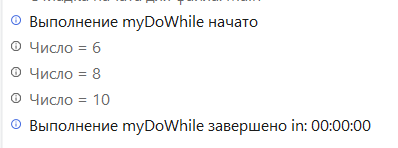 Выполнение myDoWhile начато
Число = 6
Число = 8
Число = 10
Выполнение myDoWhile завершено in: 00:00:00